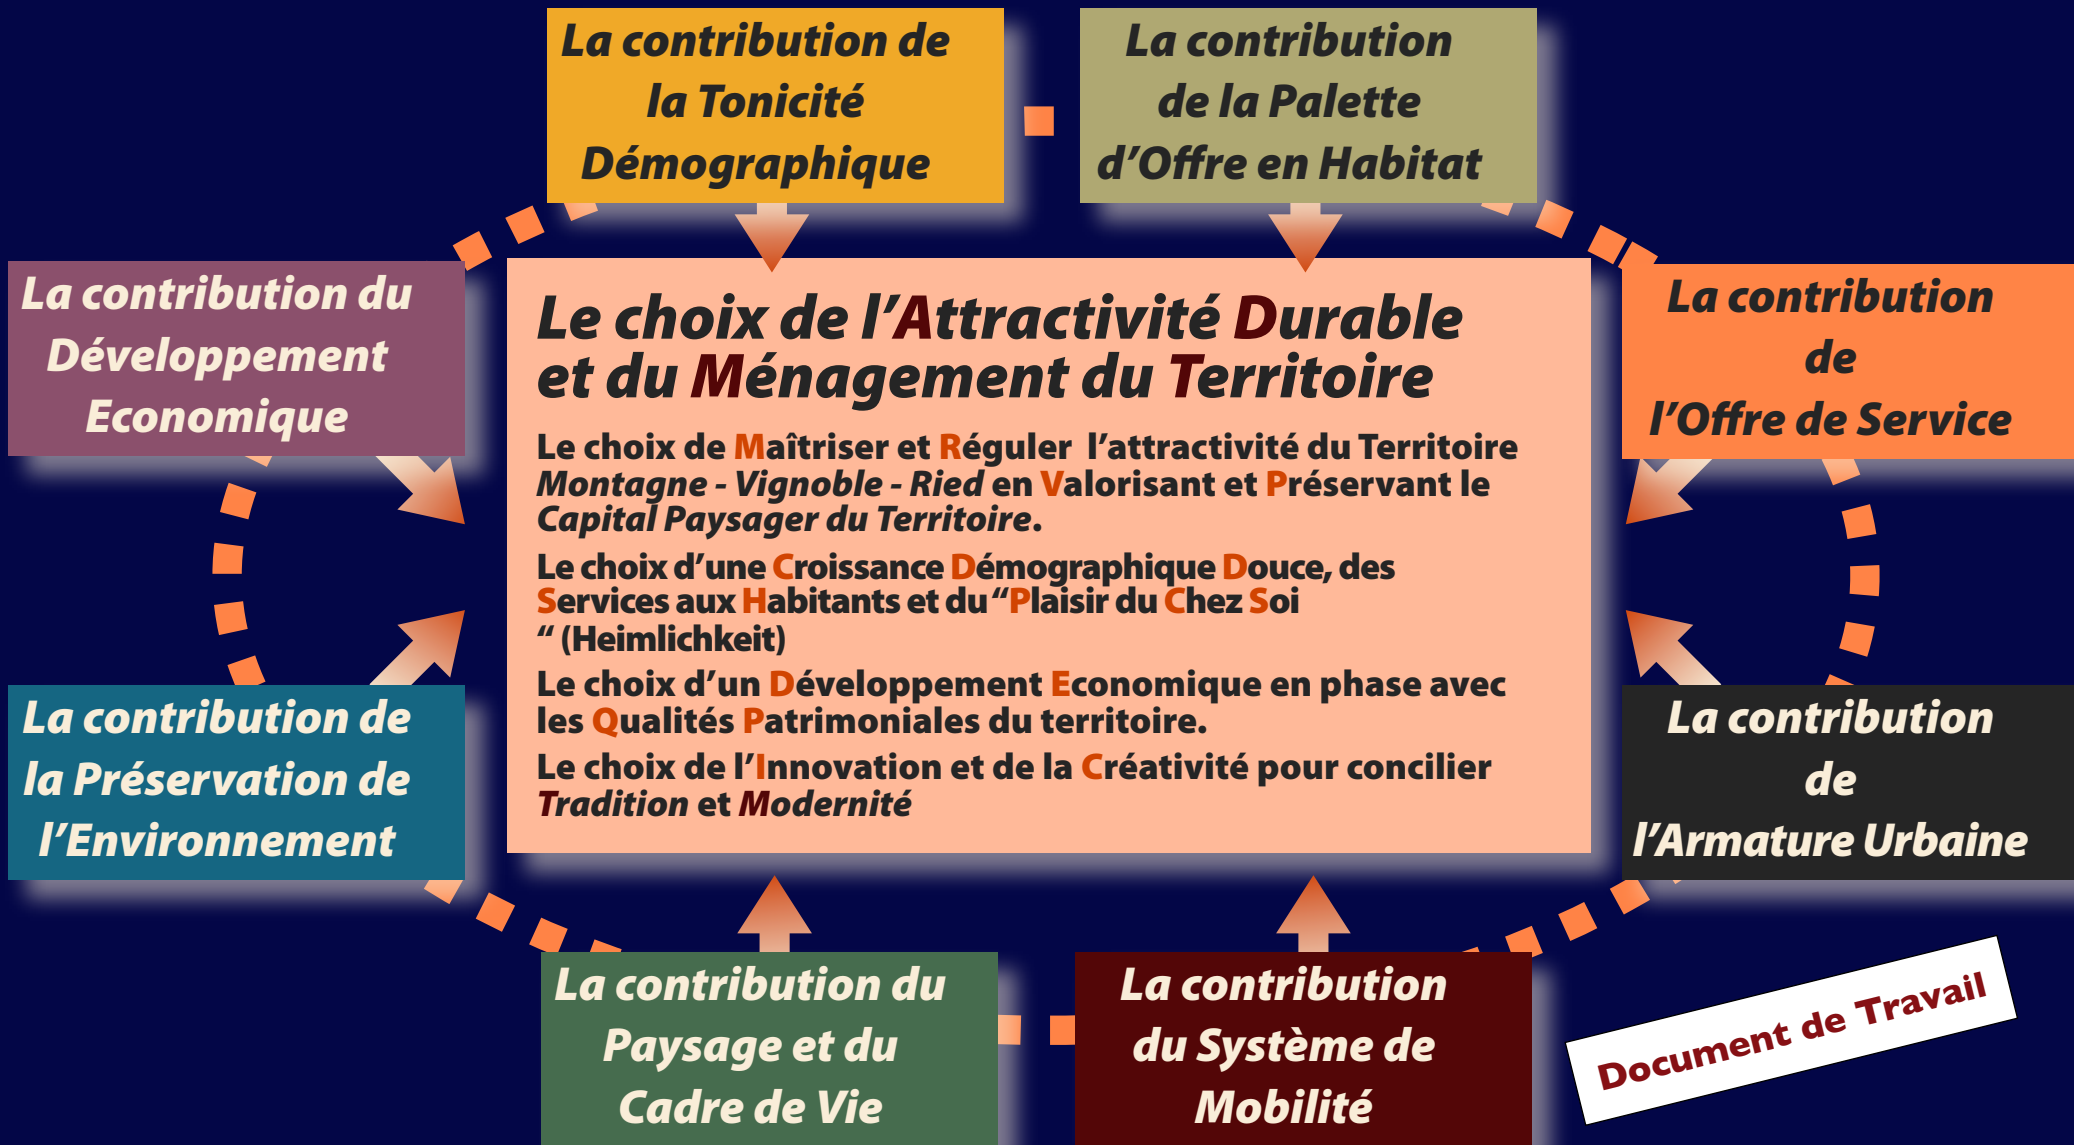 La contribution de
la Tonicité
Démographique
La contribution
de la Palette
d’Offre en Habitat
La contribution du
Développement
Economique
Le choix de l’Attractivité Durable
et du Ménagement du Territoire
Le choix de Maîtriser et Réguler l’attractivité du Territoire
Montagne - Vignoble - Ried en Valorisant et Préservant le
Capital Paysager du Territoire.
Le choix d’une Croissance Démographique Douce, des
Services aux Habitants et du “Plaisir du Chez Soi
“ (Heimlichkeit)
Le choix d’un Développement Economique en phase avec
les Qualités Patrimoniales du territoire.
Le choix de l’Innovation et de la Créativité pour concilier
Tradition et Modernité
La contribution
de
l’Offre de Service
La contribution de
la Préservation de
l’Environnement
La contribution
de
l’Armature Urbaine
La contribution du
Paysage et du
Cadre de Vie
La contribution
du Système de
Mobilité
Document de Travail